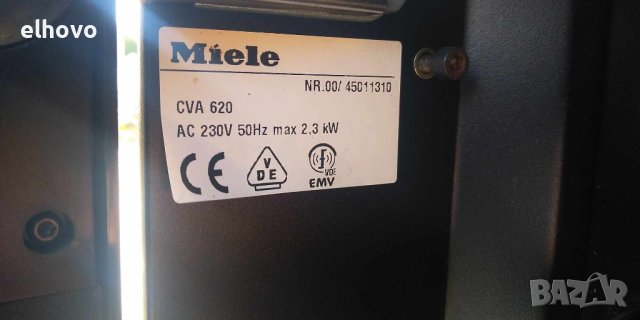 elhovo
Miele
NR.00/ 45011310
CVA 620
AC 230V 50Hz max 2,3 kW
CE
VDE
VDE
EMV
BAZAR